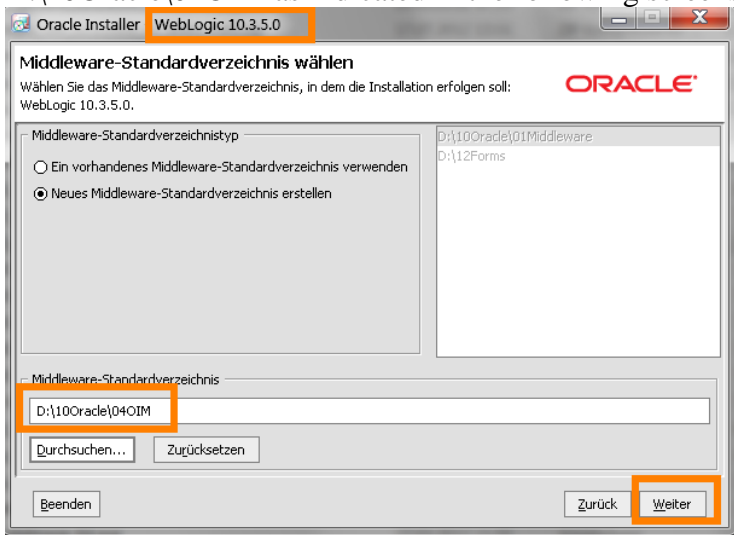 Oracle Installer WebLogic 10.3.5.0
Middleware-Standardverzeichnis wählen
Wählen Sie das Middleware-Standardverzeichnis, in dem die Installation erfolgen soll:
WebLogic 10.3.5.0.
ORACLE
Middleware-Standardverzeichnistyp
Ein vorhandenes Middleware-Standardverzeichnis verwenden
Neues Middleware-Standardverzeichnis erstellen
D:\10Oracle\01Middleware
D:\12Forms
Middleware-Standardverzeichnis
D:\10Oracle\04OIM
Durchsuchen...
Zurücksetzen
Beenden
Zurück
Weiter